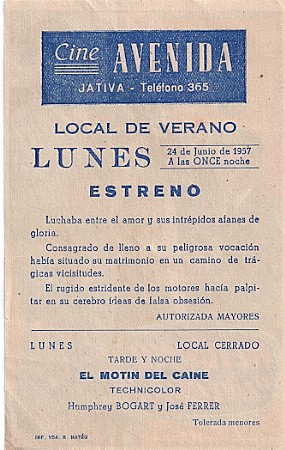 Cine AVENIDA
JATIVA - Teléfono 365
LOCAL DE VERANO
LUNES
24 de Junio de 1957
A las ONCE noche
ESTRENO
Luchaba entre el amor y sus intrépidos afanes de
gloria.
Consagrado de lleno a su peligrosa vocación
había situado su matrimonio en un camino de trá-
gicas vicisitudes.
El rugido estridente de los motores hacía palpi-
tar en su cerebro ideas de falsa obsesión.
AUTORIZADA MAYORES
LUNES LOCAL CERRADO
TARDE Y NOCHE
EL MOTIN DEL CAINE
TECHNICOLOR
Humphrey BOGART y José FERRER
Tolerada menores
IMP. VDA. R. MATÉU